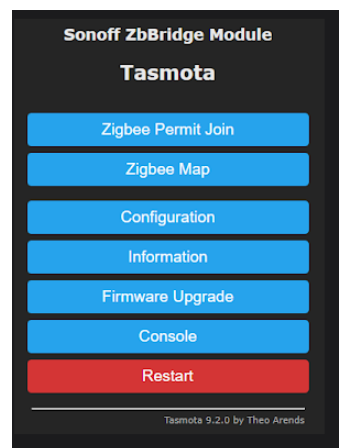 Sonoff ZbBridge Module
Tasmota
Zigbee Permit Join
Zigbee Map
Configuration
Information
Firmware Upgrade
Console
Restart
Tasmota 9.2.0 by Theo Arends